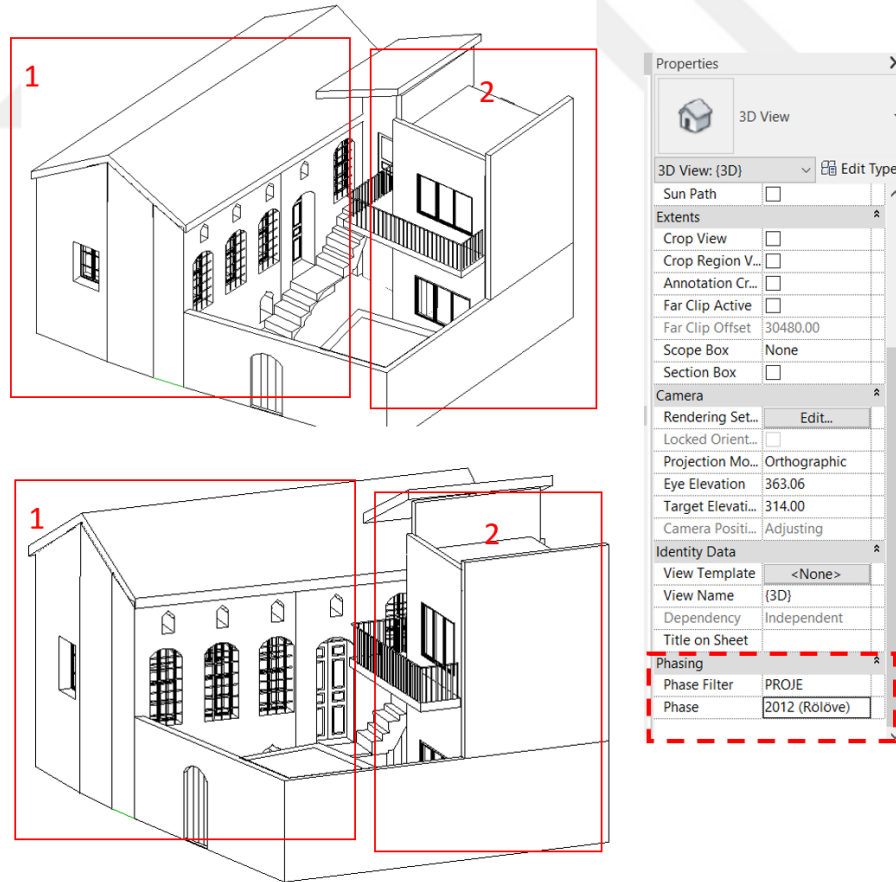 1
2
1
2
Properties
3D View
3D View: {3D}
Edit Type
Sun Path
Extents
Crop View
Crop Region V...
Annotation Cr...
Far Clip Active
Far Clip Offset 30480.00
Scope Box None
Section Box
Camera
Rendering Set... Edit...
Locked Orient...
Projection Mo... Orthographic
Eye Elevation 363.06
Target Elevati... 314.00
Camera Positi... Adjusting
Identity Data
View Template <None>
View Name {3D}
Dependency Independent
Title on Sheet
Phasing
Phase Filter PROJE
Phase 2012 (Rölöve)